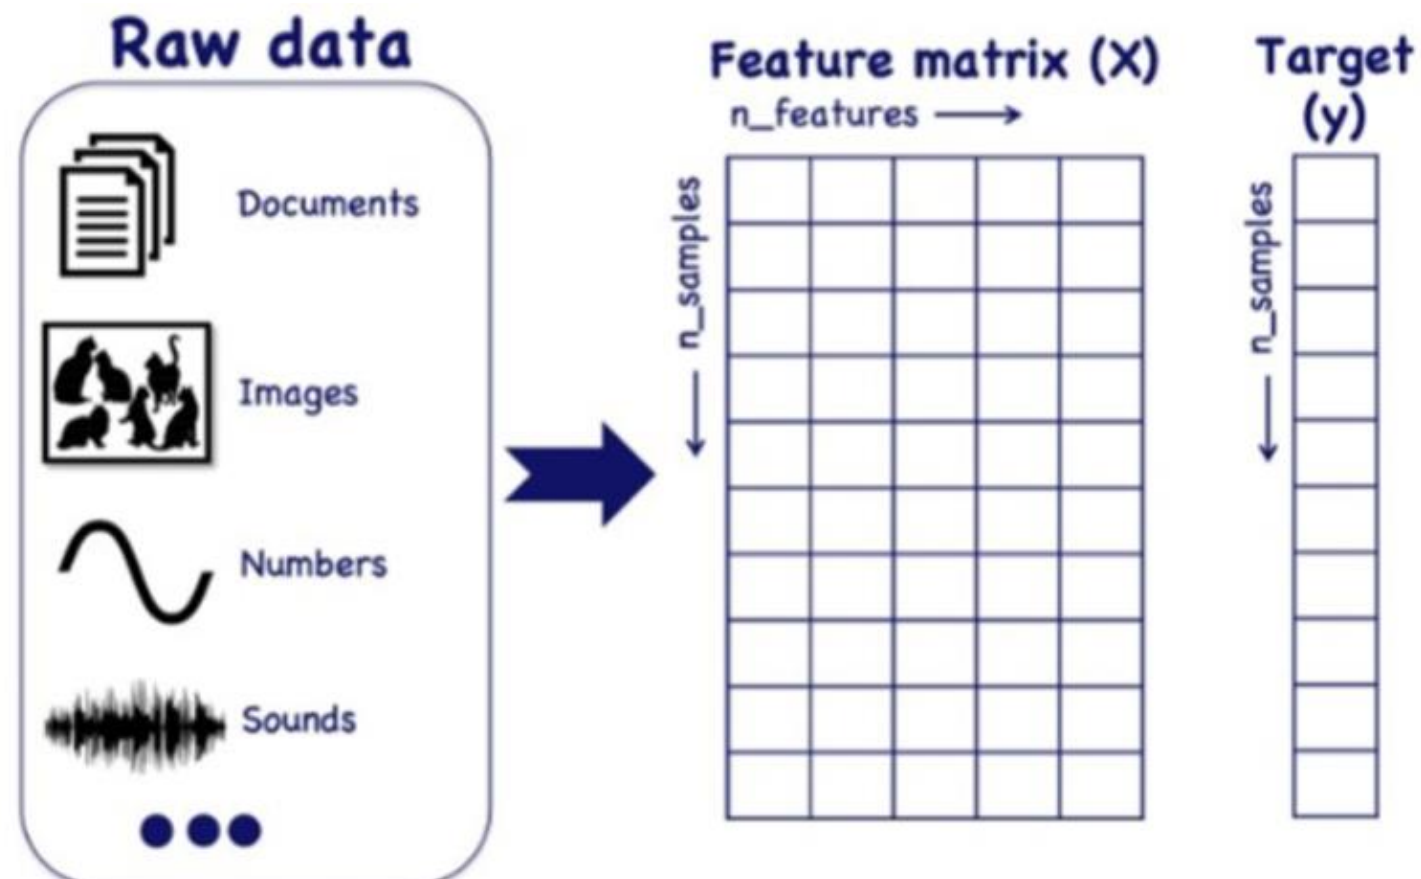 Raw data
Documents
Images
Numbers
Sounds
Feature matrix (X)
n_features
n_samples
Target
(y)
n_samples